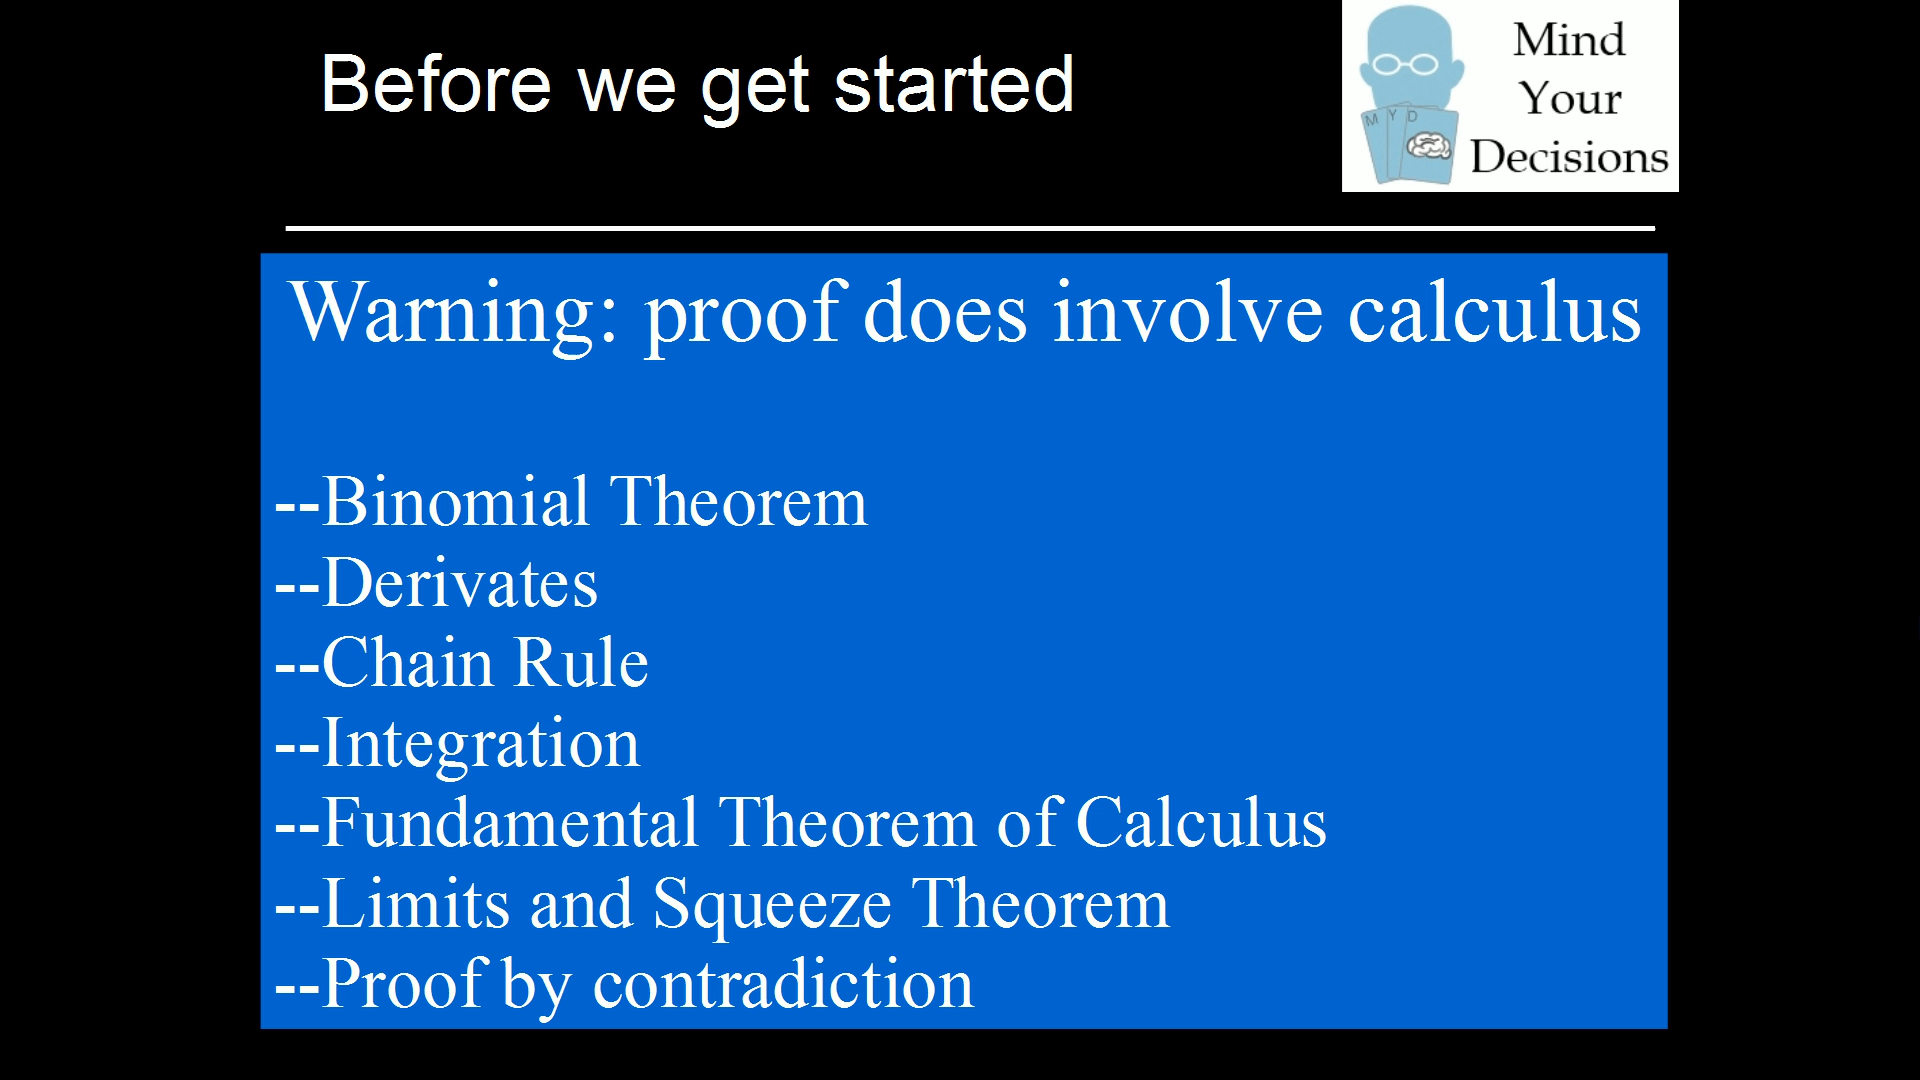 Before we get started
Mind
Your
Decisions
M Y D
Warning: proof does involve calculus
--Binomial Theorem
--Derivates
--Chain Rule
--Integration
--Fundamental Theorem of Calculus
--Limits and Squeeze Theorem
--Proof by contradiction